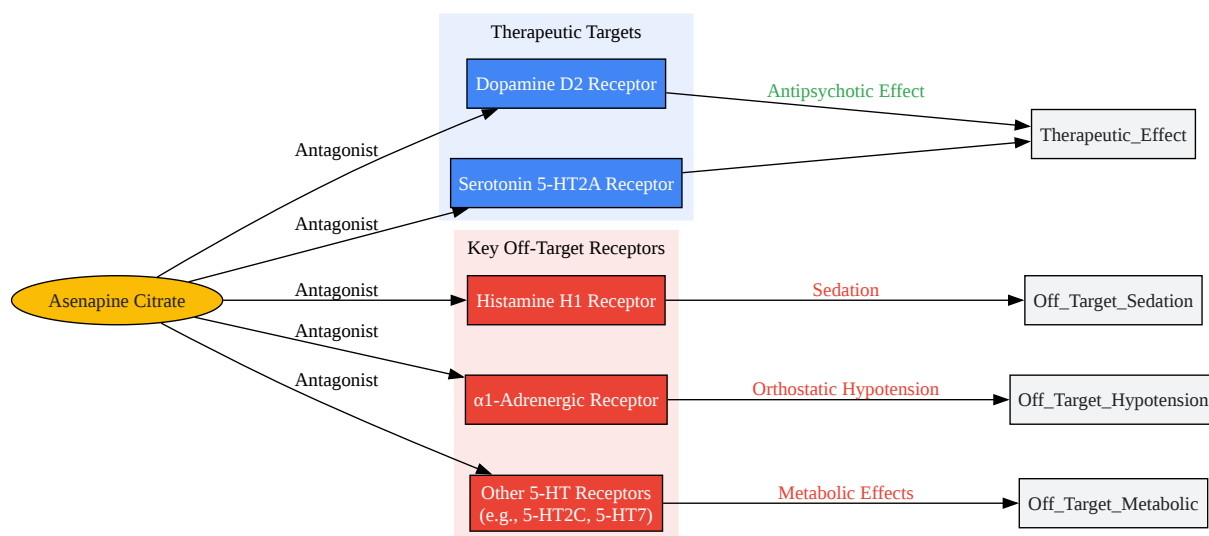 Therapeutic Targets
Dopamine D2 Receptor
Antipsychotic Effect
Therapeutic_Effect
Antagonist
Serotonin 5-HT2A Receptor
Antagonist
Key Off-Target Receptors
Asenapine Citrate
Antagonist
Histamine H1 Receptor
Sedation
Off_Target_Sedation
Antagonist
α1-Adrenergic Receptor
Orthostatic Hypotension
Off_Target_Hypotension
Antagonist
Other 5-HT Receptors
(e.g., 5-HT2C, 5-HT7)
Metabolic Effects
Off_Target_Metabolic